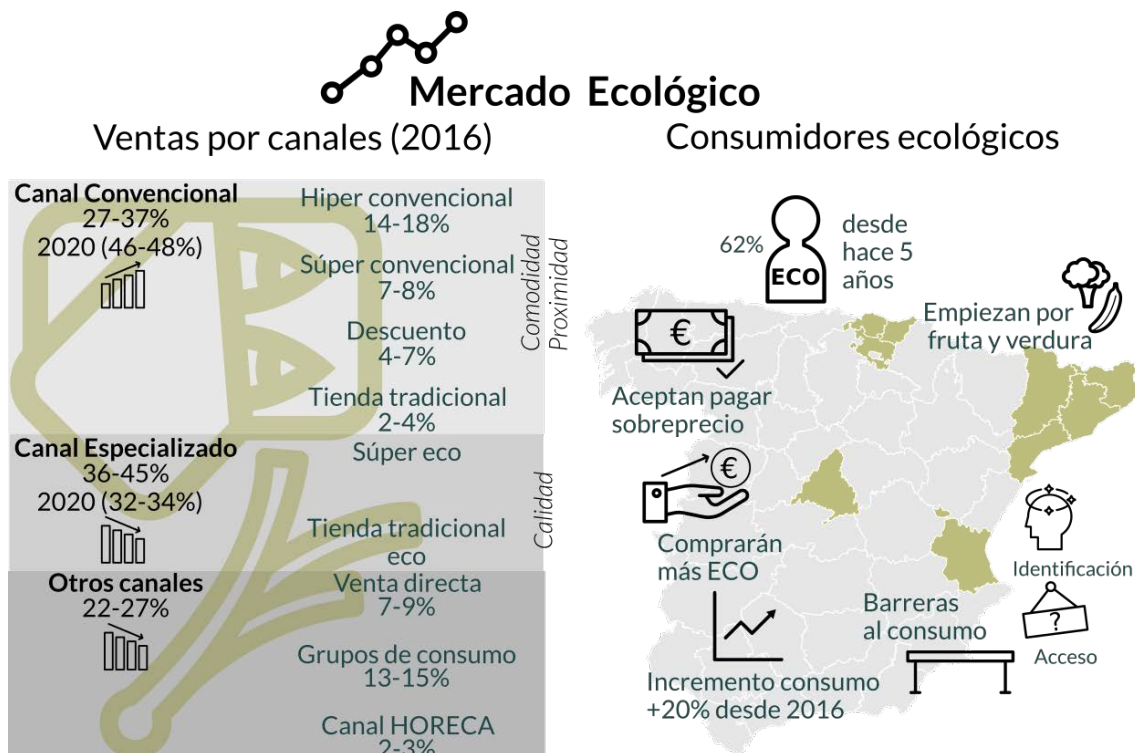 Mercado Ecológico
Ventas por canales (2016)
Canal Convencional
27-37%
2020 (46-48%)
Hiper convencional
14-18%
Súper convencional
7-8%
Descuento
4-7%
Tienda tradicional
2-4%
Comodidad
Proximidad
Canal Especializado
36-45%
2020 (32-34%)
Súper eco
Tienda tradicional
eco
Calidad
Otros canales
22-27%
Venta directa
7-9%
Grupos de consumo
13-15%
Canal HORECA
2-3%
Consumidores ecológicos
62%
ECO
desde
hace 5
años
Empiezan por
fruta y verdura
€
Aceptan pagar
sobreprecio
€
Comprarán
más ECO
Incremento consumo
+20% desde 2016
Identificación
Barreras
al consumo
?
Acceso